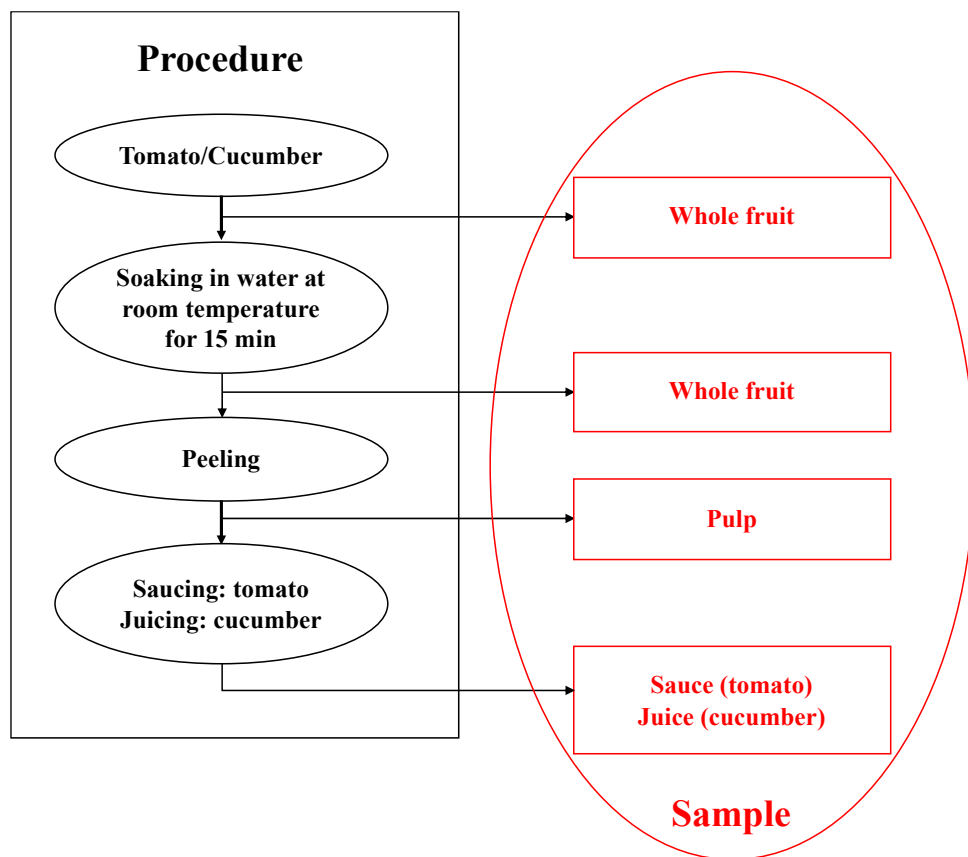 Procedure
Tomato/Cucumber
Whole fruit
Soaking in water at
room temperature
for 15 min
Whole fruit
Peeling
Pulp
Saucing: tomato
Juicing: cucumber
Sauce (tomato)
Juice (cucumber)
Sample